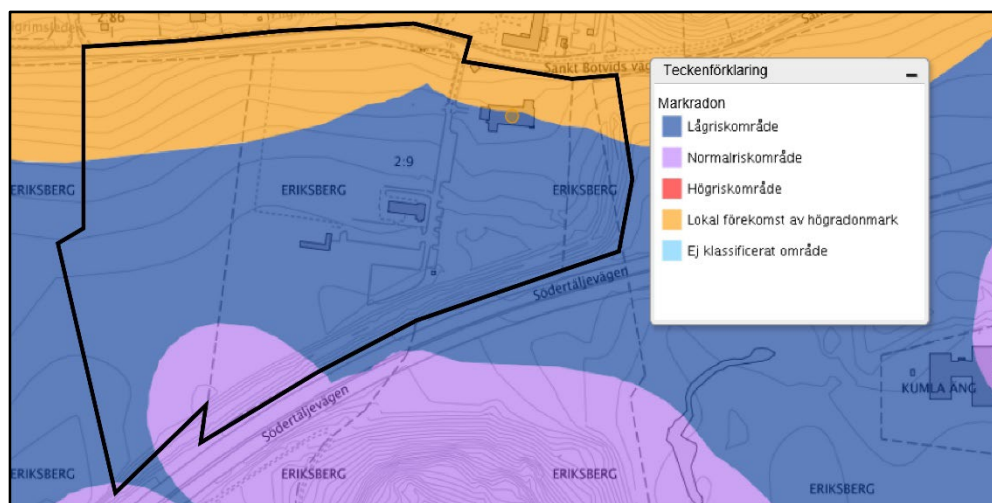 2:86
Sankt Botvids väg
2:9
ERIKSBERG
ERIKSBERG
ERIKSBERG
Södertäljevägen
Södertäljevägen
ERIKSBERG
ERIKSBERG
ERIKSBERG
ERIKSBERG
KUMLA ÄNG
Teckenförklaring
Markradon
Lågriskområde
Normalriskområde
Högriskområde
Lokal förekomst av högradonmark
Ej klassificerat område